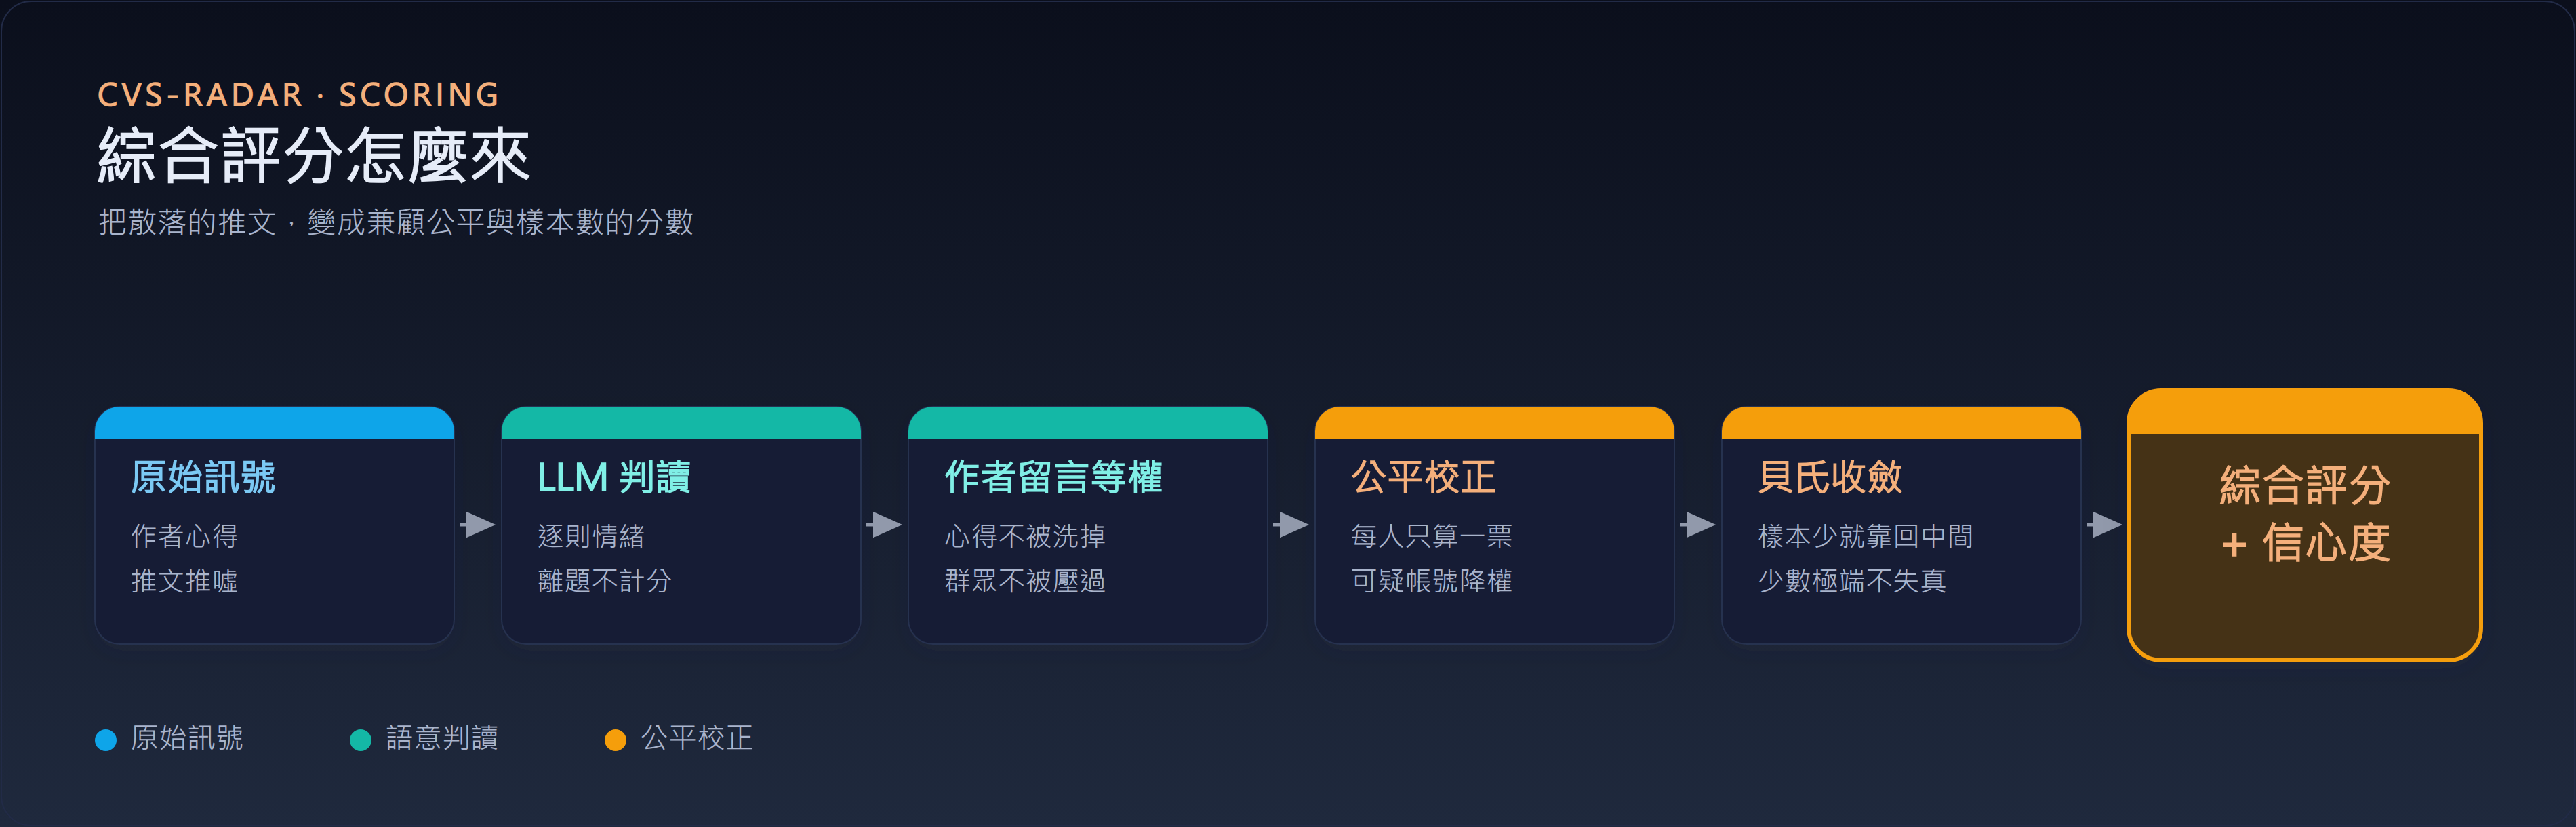 CVS-RADAR · SCORING
綜合評分怎麼來
把散落的推文，變成兼顧公平與樣本數的分數
原始訊號
作者心得
推文推噓
LLM 判讀
逐則情緒
離題不計分
作者留言等權
心得不被洗掉
群眾不被壓過
公平校正
每人只算一票
可疑帳號降權
貝氏收斂
樣本少就靠回中間
少數極端不失真
綜合評分
+ 信心度
原始訊號
語意判讀
公平校正